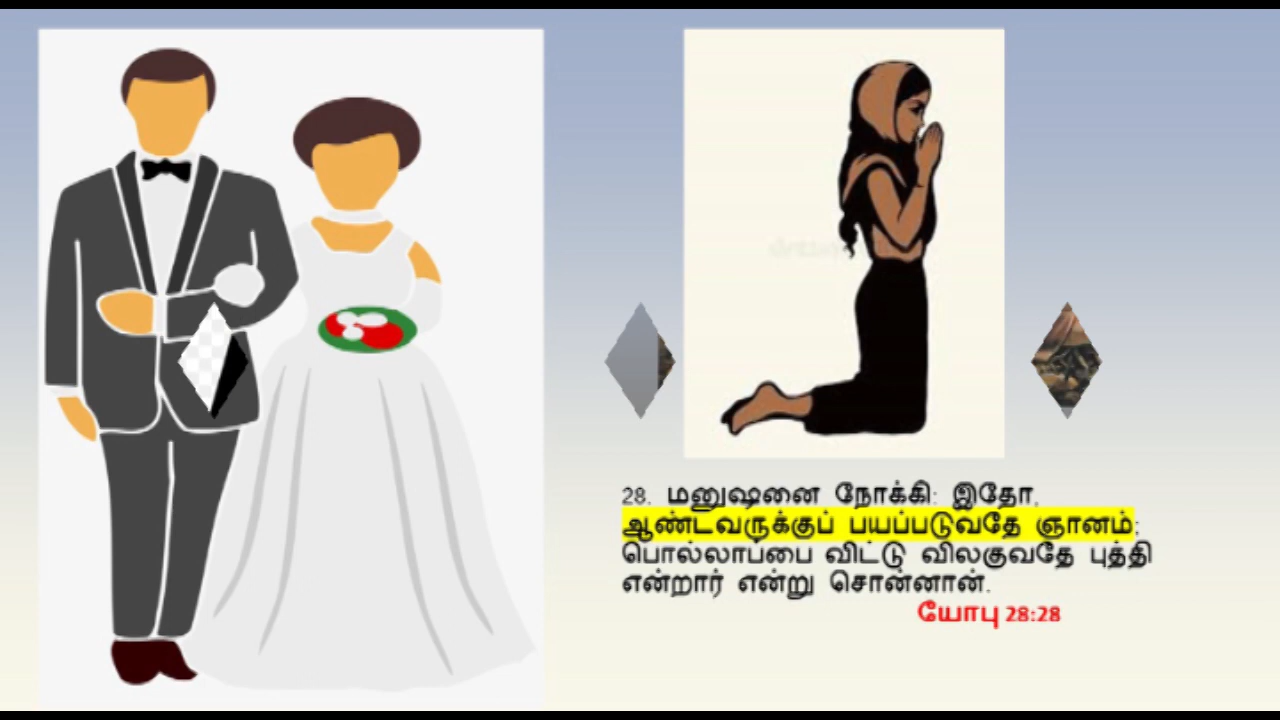 28. மனுஷனை நோக்கி: இதோ,
ஆண்டவருக்குப் பயப்படுவதே ஞானம்;
பொல்லாப்பை விட்டு விலகுவதே புத்தி
என்றார் என்று சொன்னான்.
யோபு 28:28